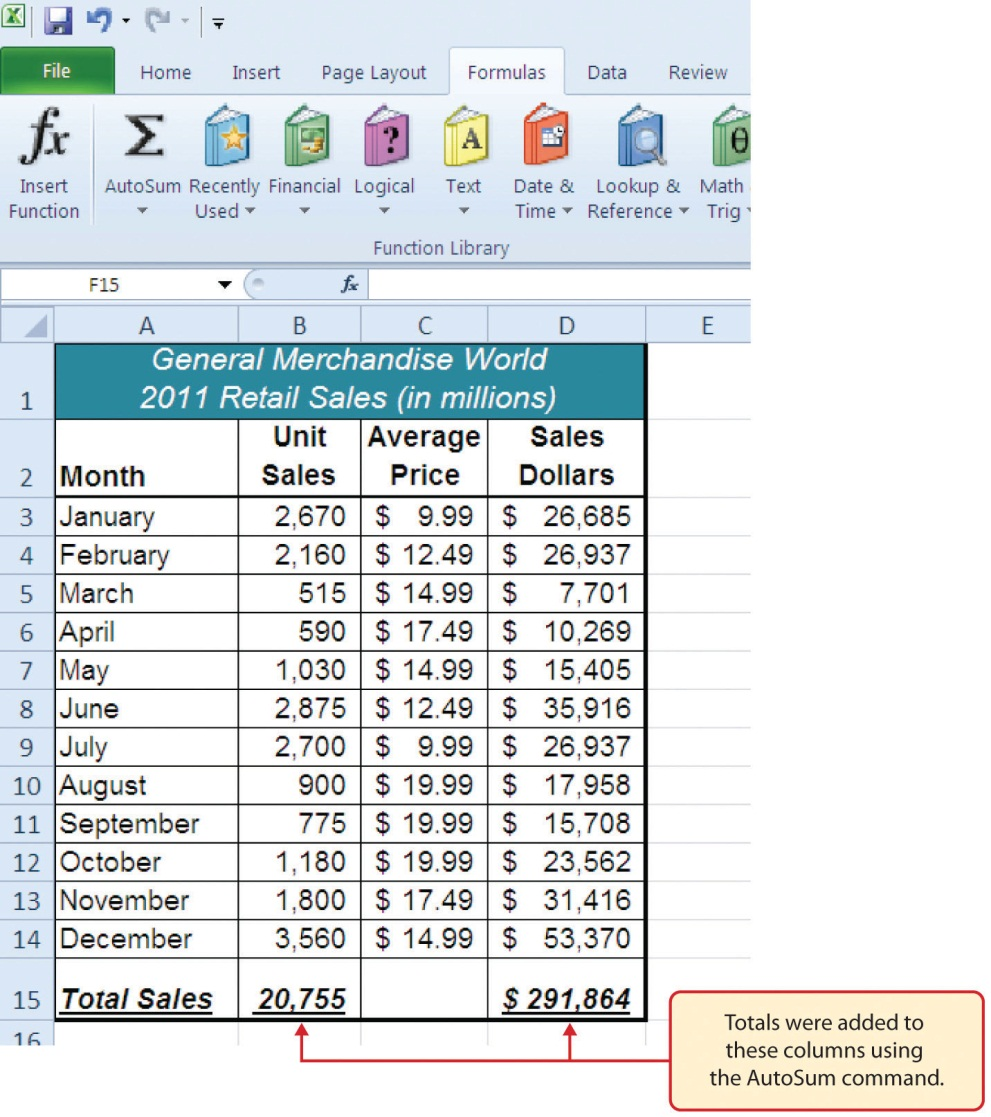 File Home Insert Page Layout Formulas Data Review
fx Σ ? A θ
Insert AutoSum Recently Financial Logical Text Date & Lookup & Math
Function Used Time Reference Trig
Function Library
F15 fx
A B C D E
General Merchandise World
1 2011 Retail Sales (in millions)
Unit Average Sales
2 Month Sales Price Dollars
3 January 2,670 $ 9.99 $ 26,685
4 February 2,160 $ 12.49 $ 26,937
5 March 515 $ 14.99 $ 7,701
6 April 590 $ 17.49 $ 10,269
7 May 1,030 $ 14.99 $ 15,405
8 June 2,875 $ 12.49 $ 35,916
9 July 2,700 $ 9.99 $ 26,937
10 August 900 $ 19.99 $ 17,958
11 September 775 $ 19.99 $ 15,708
12 October 1,180 $ 19.99 $ 23,562
13 November 1,800 $ 17.49 $ 31,416
14 December 3,560 $ 14.99 $ 53,370
15 Total Sales 20,755 $ 291,864
16
Totals were added to
these columns using
the AutoSum command.